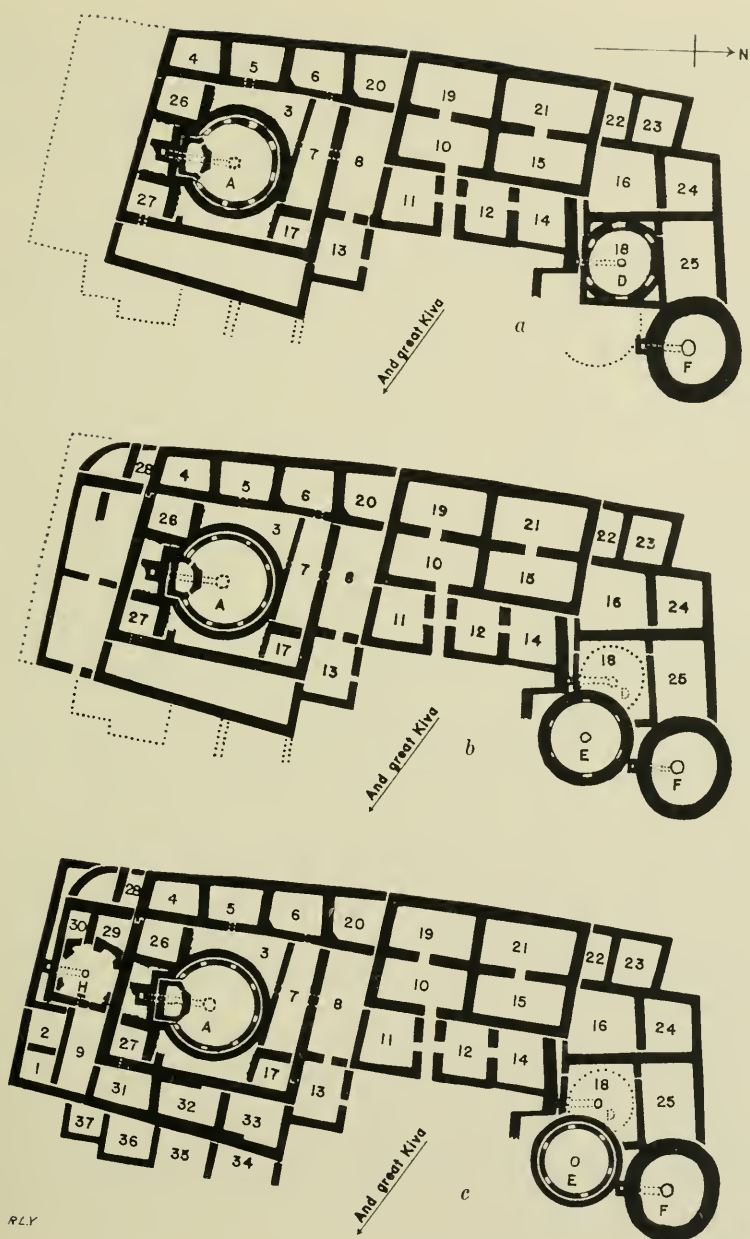 N
4 5 6 20
19 21 22 23
26 3
7 8 10 15
A 16 24
27 11 12 14
17 13 18 25
D
F
And great Kiva
a
28 4 5 6 20
19 21 22 23
26 3
7 8 10 15
A 16 24
27 11 12 14
17 13 18 25
D
E F
And great Kiva
b
28 4 5 6 20
19 21 22 23
30 29 26 3
7 8 10 15
H A 16 24
2 27 11 12 14
1 9 31 32 33 17 13 18 25
D
37 36 35 34
E F
And great Kiva
c
R.L.Y